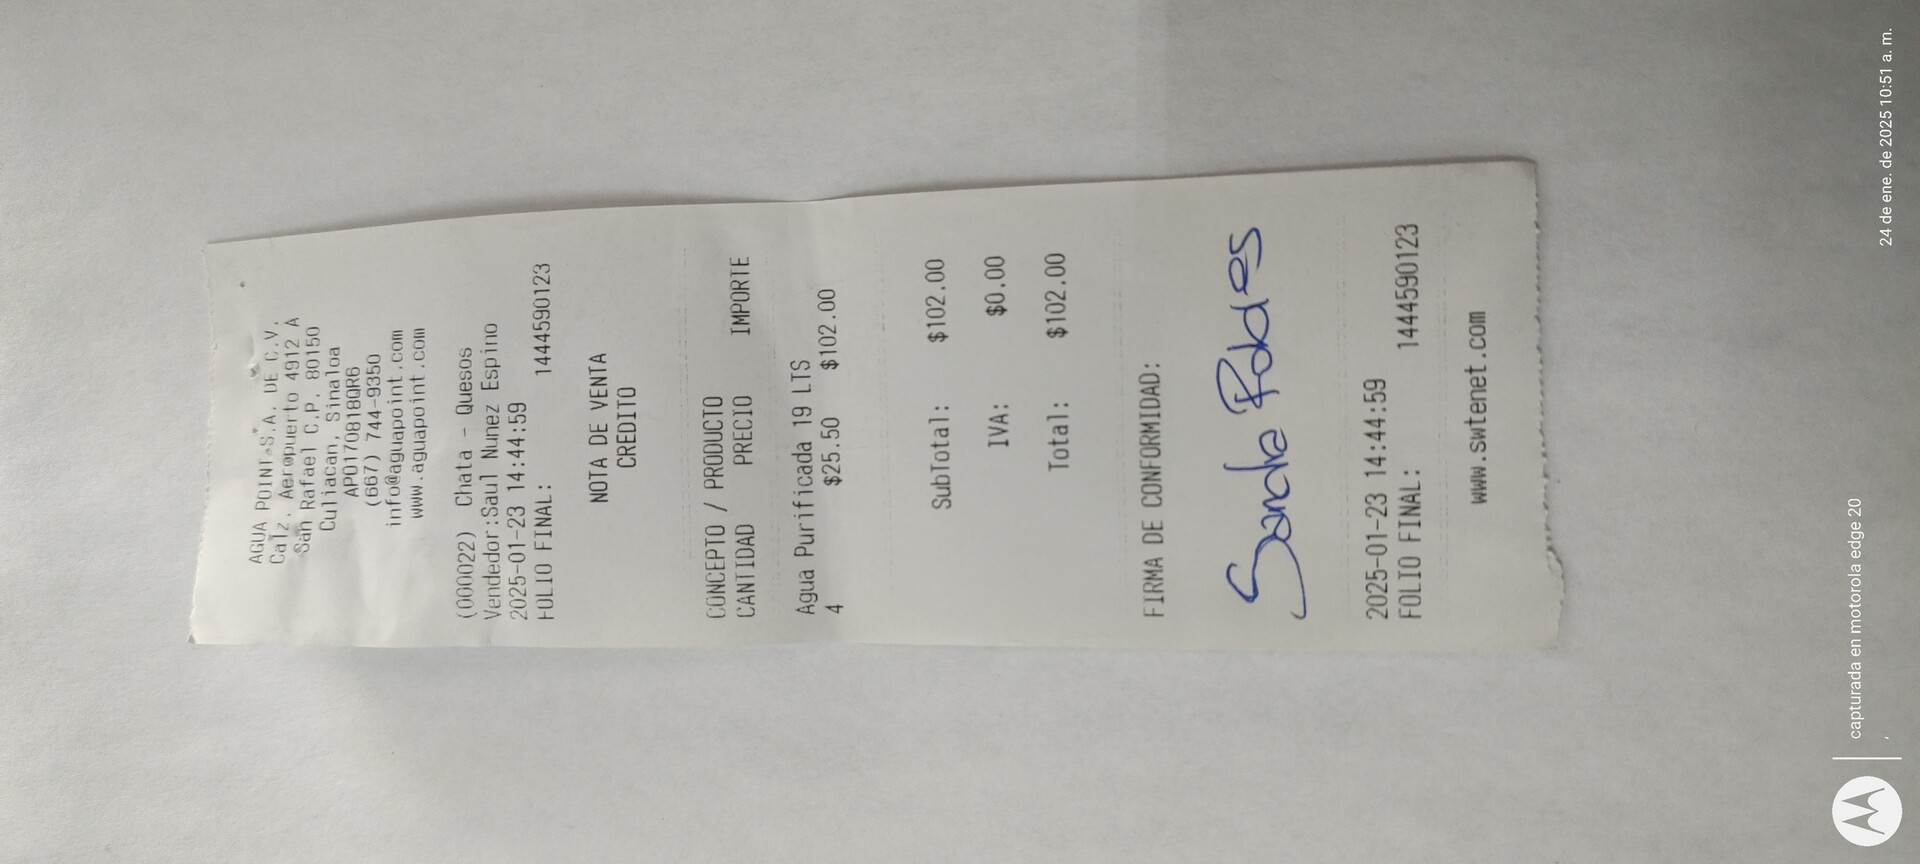 AGUA POINT S.A. DE C.V.
Calz. Aeropuerto 4912 A
San Rafael C.P. 80150
Culiacan, Sinaloa
APO170818QR6
(667) 744-9350
info@aguapoint.com
www.aguapoint.com
(000022) Chata - Quesos
Vendedor:Saul Nunez Espino
2025-01-23 14:44:59
FOLIO FINAL: 1444590123
NOTA DE VENTA
CREDITO
CONCEPTO / PRODUCTO
CANTIDAD PRECIO IMPORTE
Agua Purificada 19 LTS
4 $25.50 $102.00
SubTotal: $102.00
IVA: $0.00
Total: $102.00
FIRMA DE CONFORMIDAD:
Sandra
2025-01-23 14:44:59
FOLIO FINAL: 1444590123
www.swtenet.com
capturada en motorola edge 20
24 de ene. de 2025 10:51 a. m.